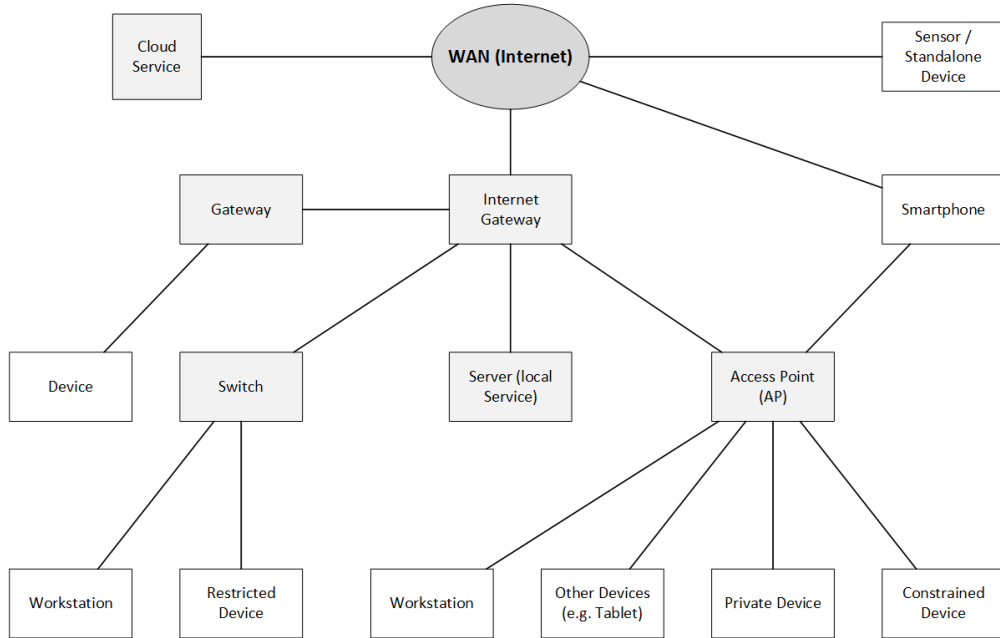 Cloud
Service
WAN (Internet)
Sensor /
Standalone
Device
Gateway
Internet
Gateway
Smartphone
Device
Switch
Server (local
Service)
Access Point
(AP)
Workstation
Restricted
Device
Workstation
Other Devices
(e.g. Tablet)
Private Device
Constrained
Device